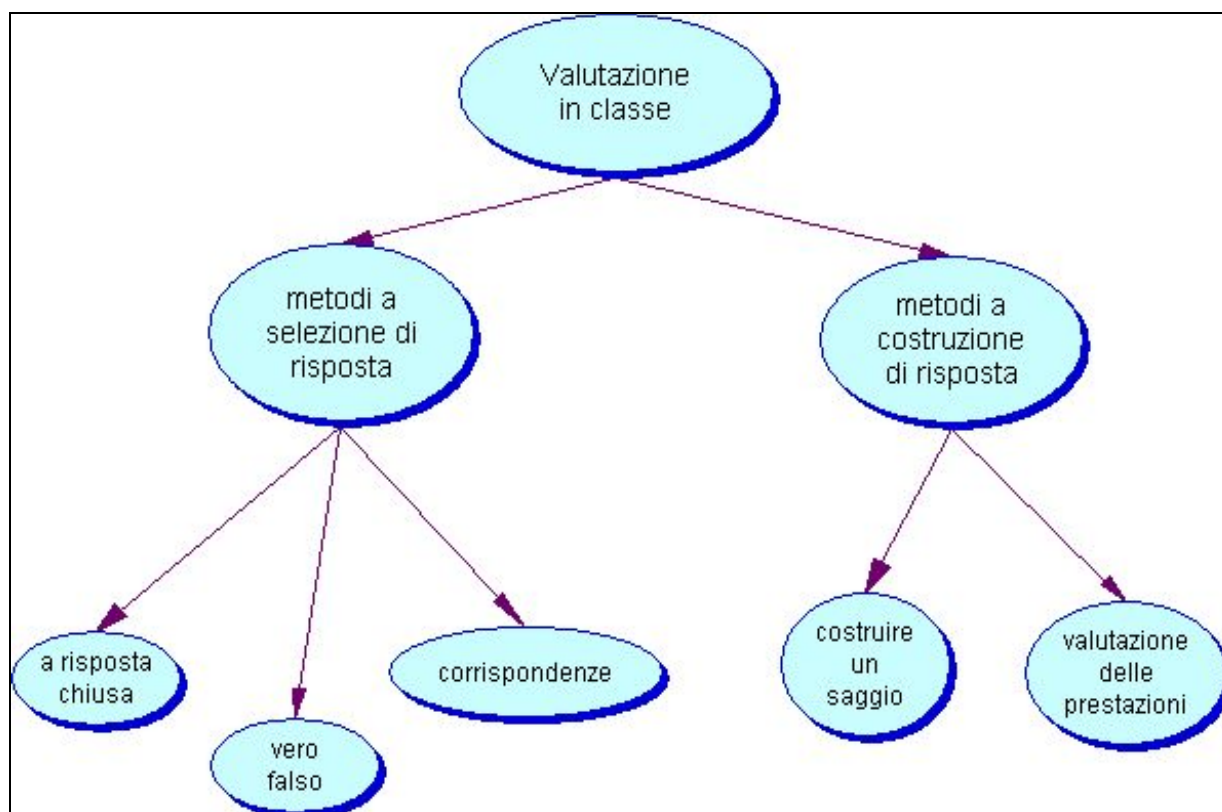 Valutazione
in classe
metodi a
selezione di
risposta
metodi a
costruzione
di risposta
a risposta
chiusa
vero
falso
corrispondenze
costruire
un
saggio
valutazione
delle
prestazioni